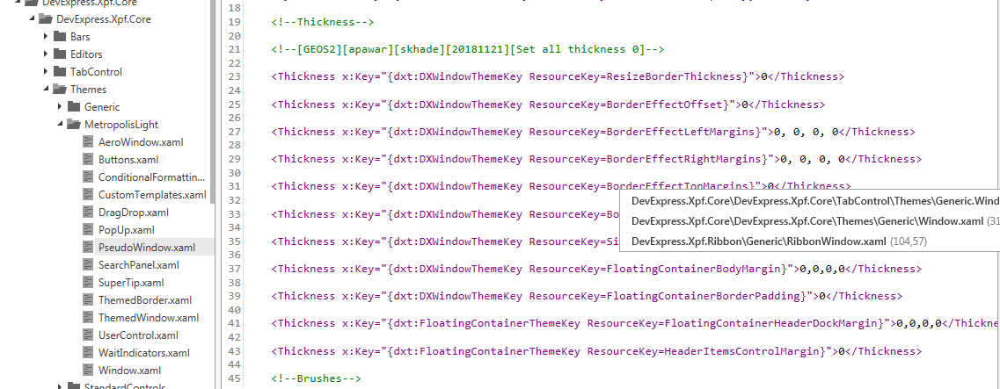 DevExpress.Xpf.Core
DevExpress.Xpf.Core
Bars
Editors
TabControl
Themes
Generic
MetropolisLight
AeroWindow.xaml
Buttons.xaml
ConditionalFormattin...
CustomTemplates.xaml
DragDrop.xaml
PopUp.xaml
PseudoWindow.xaml
SearchPanel.xaml
SuperTip.xaml
ThemedBorder.xaml
ThemedWindow.xaml
UserControl.xaml
WaitIndicators.xaml
Window.xaml
StandardControls
18
19 <!--Thickness-->
20
21 <!--[GEOS2][apawar][skhade][20181121][Set all thickness 0]-->
22
23 <Thickness x:Key="{dxt:DXWindowThemeKey ResourceKey=ResizeBorderThickness}">0</Thickness>
24
25 <Thickness x:Key="{dxt:DXWindowThemeKey ResourceKey=BorderEffectOffset}">0</Thickness>
26
27 <Thickness x:Key="{dxt:DXWindowThemeKey ResourceKey=BorderEffectLeftMargins}">0, 0, 0, 0</Thickness>
28
29 <Thickness x:Key="{dxt:DXWindowThemeKey ResourceKey=BorderEffectRightMargins}">0, 0, 0, 0</Thickness>
30
31 <Thickness x:Key="{dxt:DXWindowThemeKey ResourceKey=BorderEffectTopMargins}">0</Thickness>
32
33 <Thickness x:Key="{dxt:DXWindowThemeKey ResourceKey=Bo
34
35 <Thickness x:Key="{dxt:DXWindowThemeKey ResourceKey=Si
36
37 <Thickness x:Key="{dxt:DXWindowThemeKey ResourceKey=FloatingContainerBodyMargin}">0,0,0,0</Thickness>
38
39 <Thickness x:Key="{dxt:DXWindowThemeKey ResourceKey=FloatingContainerBorderPadding}">0</Thickness>
40
41 <Thickness x:Key="{dxt:FloatingContainerThemeKey ResourceKey=FloatingContainerHeaderDockMargin}">0,0,0,0</Thickne
42
43 <Thickness x:Key="{dxt:FloatingContainerThemeKey ResourceKey=HeaderItemsControlMargin}">0</Thickness>
44
45 <!--Brushes-->
DevExpress.Xpf.Core\DevExpress.Xpf.Core\TabControl\Themes\Generic.Wind
DevExpress.Xpf.Core\DevExpress.Xpf.Core\Themes\Generic\Window.xaml (31
DevExpress.Xpf.Ribbon\Generic\RibbonWindow.xaml (104,57)